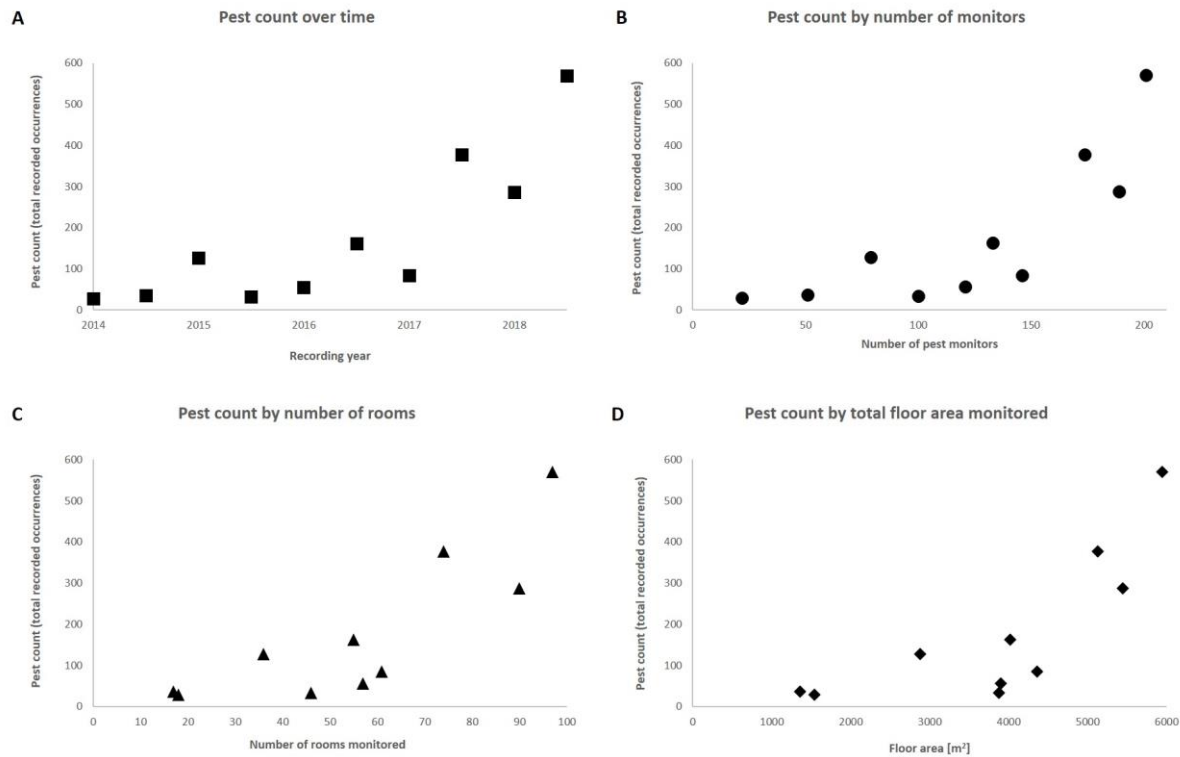 A
Pest count over time
Pest count (total recorded occurrences)
600
500
400
300
200
100
0
2014 2015 2016 2017 2018
Recording year
B
Pest count by number of monitors
Pest count (total recorded occurrences)
600
500
400
300
200
100
0
0 50 100 150 200
Number of pest monitors
C
Pest count by number of rooms
Pest count (total recorded occurrences)
600
500
400
300
200
100
0
0 10 20 30 40 50 60 70 80 90 100
Number of rooms monitored
D
Pest count by total floor area monitored
Pest count (total recorded occurrences)
600
500
400
300
200
100
0
0 1000 2000 3000 4000 5000 6000
Floor area [m²]